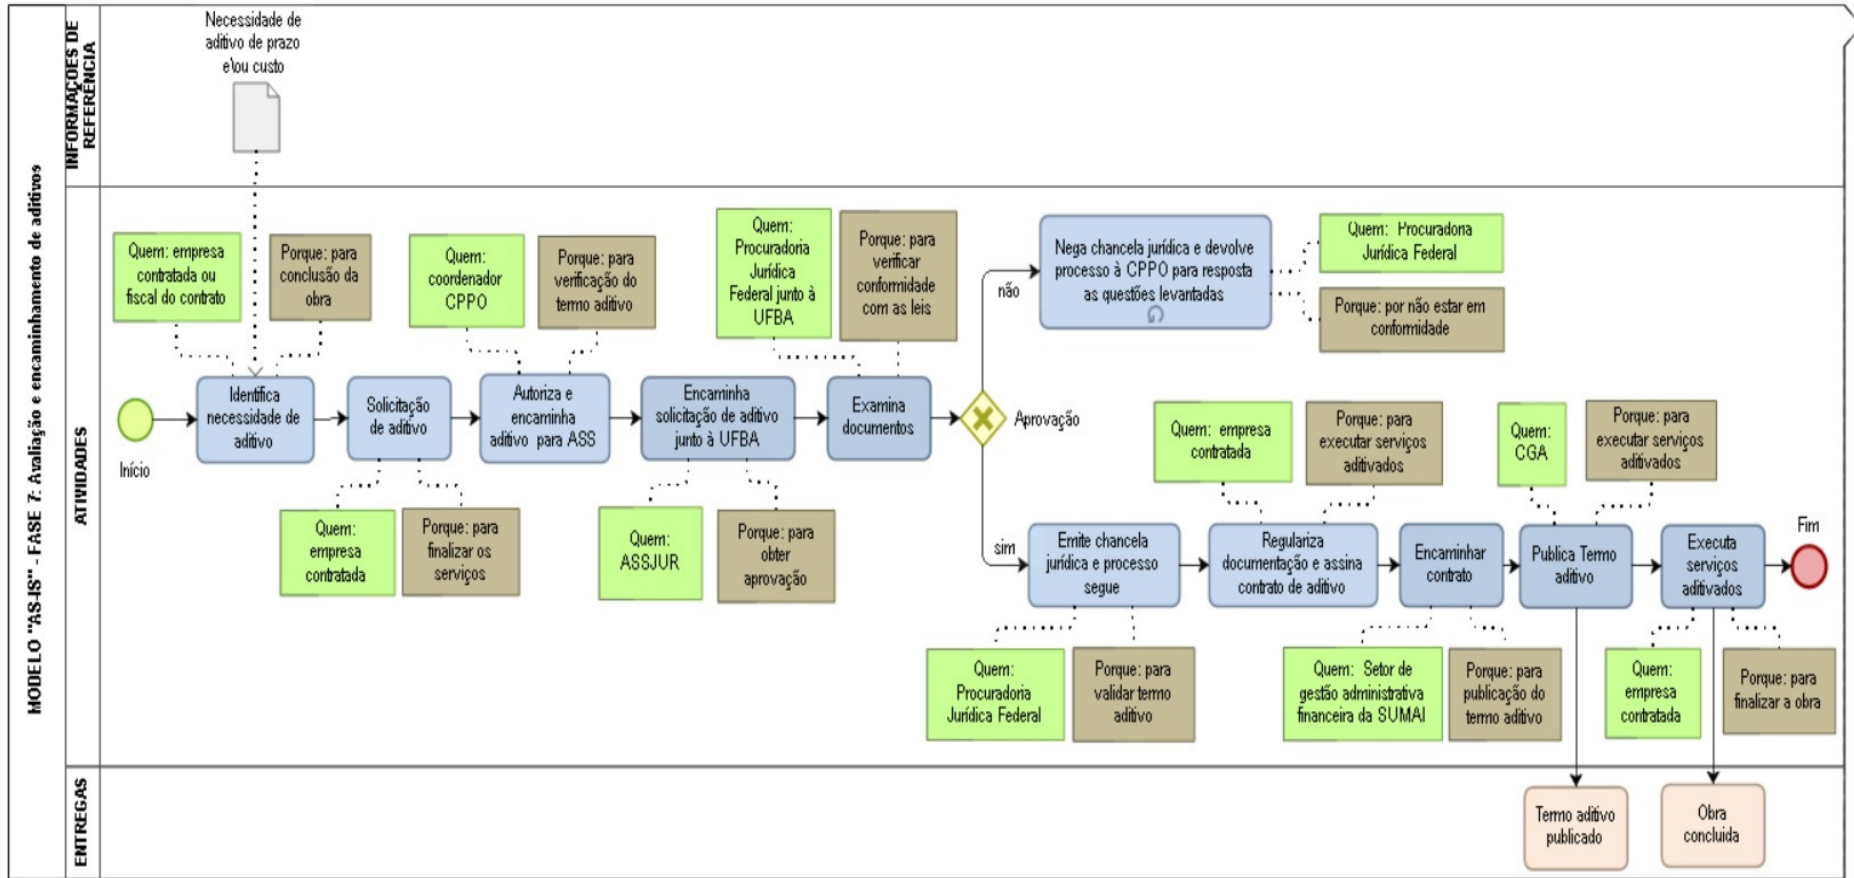 MODELO "AS-IS" - FASE 7: Avaliação e encaminhamento de aditivos
INFORMAÇÕES DE
REFERÊNCIA
Necessidade de
aditivo de prazo
e\ou custo
ATIVIDADES
Quem: empresa
contratada ou
fiscal do contrato
Porque: para
conclusão da
obra
Quem:
coordenador
CPPO
Porque: para
verificação do
termo aditivo
Quem:
Procuradoria
Jurídica
Federal junto à
UFBA
Porque: para
verificar
conformidade
com as leis
Nega chancela jurídica e devolve
processo à CPPO para resposta
as questões levantadas
Quem: Procuradoria
Jurídica Federal
Porque: por não estar em
conformidade
não
Início
Identifica
necessidade de
aditivo
Solicitação
de aditivo
Autoriza e
encaminha
aditivo para ASS
Encaminha
solicitação de aditivo
junto à UFBA
Examina
documentos
Aprovação
Quem: empresa
contratada
Porque: para
executar serviços
aditivados
Quem:
CGA
Porque: para
executar serviços
aditivados
Quem:
empresa
contratada
Porque: para
finalizar os
serviços
Quem:
ASSJUR
Porque: para
obter
aprovação
sim
Emite chancela
jurídica e processo
segue
Regulariza
documentação e assina
contrato de aditivo
Encaminhar
contrato
Publica Termo
aditivo
Executa
serviços
aditivados
Fim
Quem:
Procuradoria
Jurídica Federal
Porque: para
validar termo
aditivo
Quem: Setor de
gestão administrativa
financeira da SUMAI
Porque: para
publicação do
termo aditivo
Quem:
empresa
contratada
Porque: para
finalizar a obra
ENTREGAS
Termo aditivo
publicado
Obra
concluida